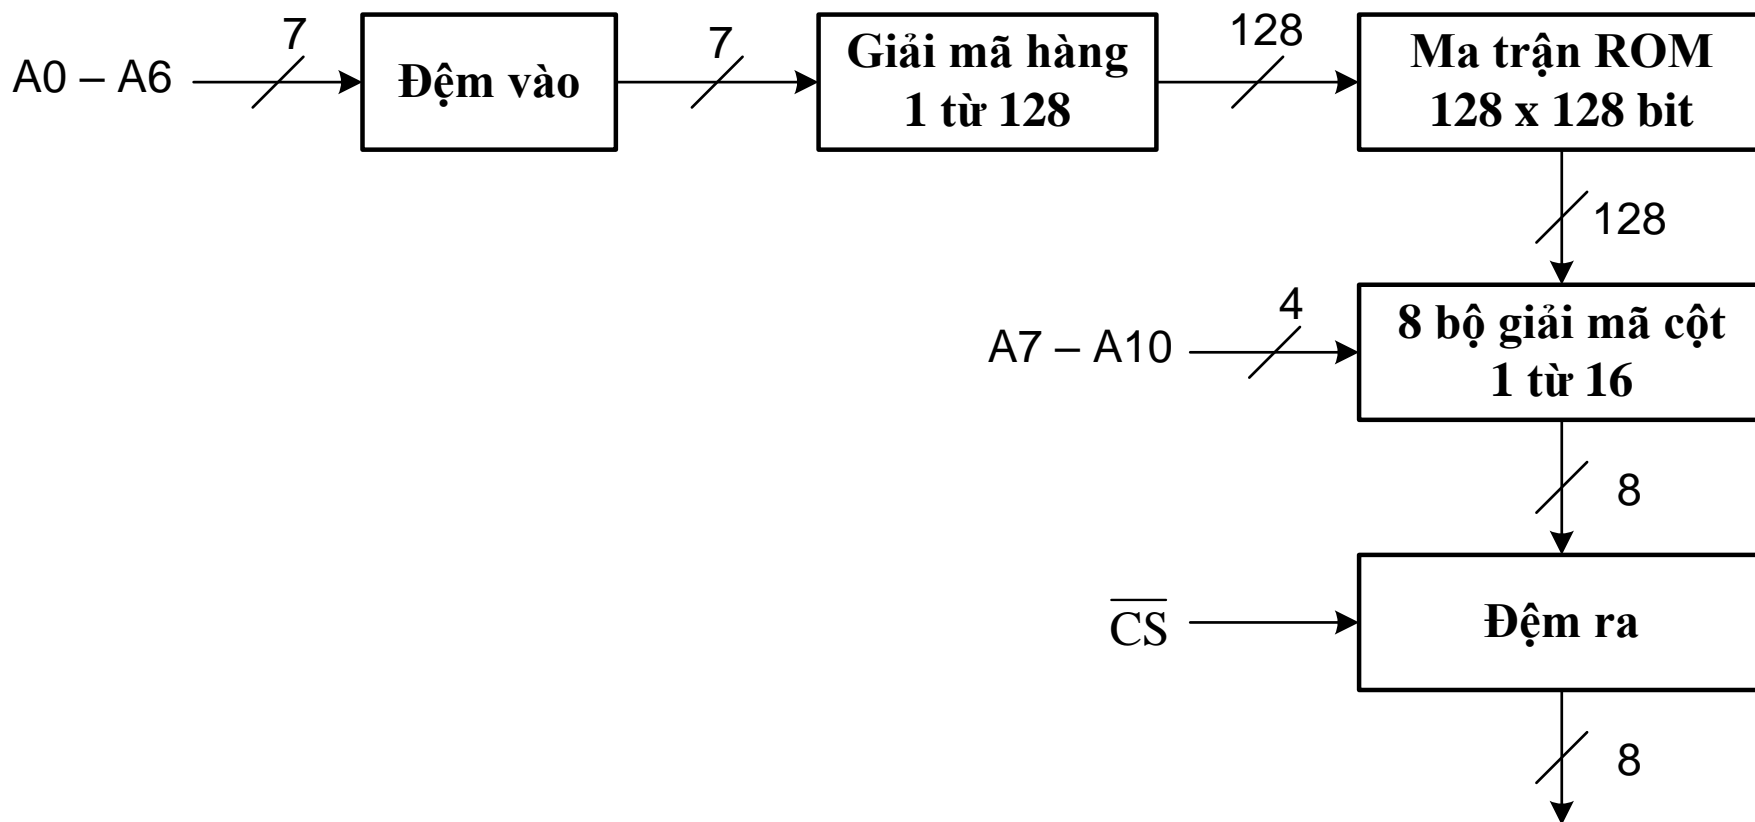 A0 – A6
7
Đệm vào
7
Giải mã hàng
1 từ 128
128
Ma trận ROM
128 x 128 bit
128
A7 – A10
4
8 bộ giải mã cột
1 từ 16
8
CS
Đệm ra
8